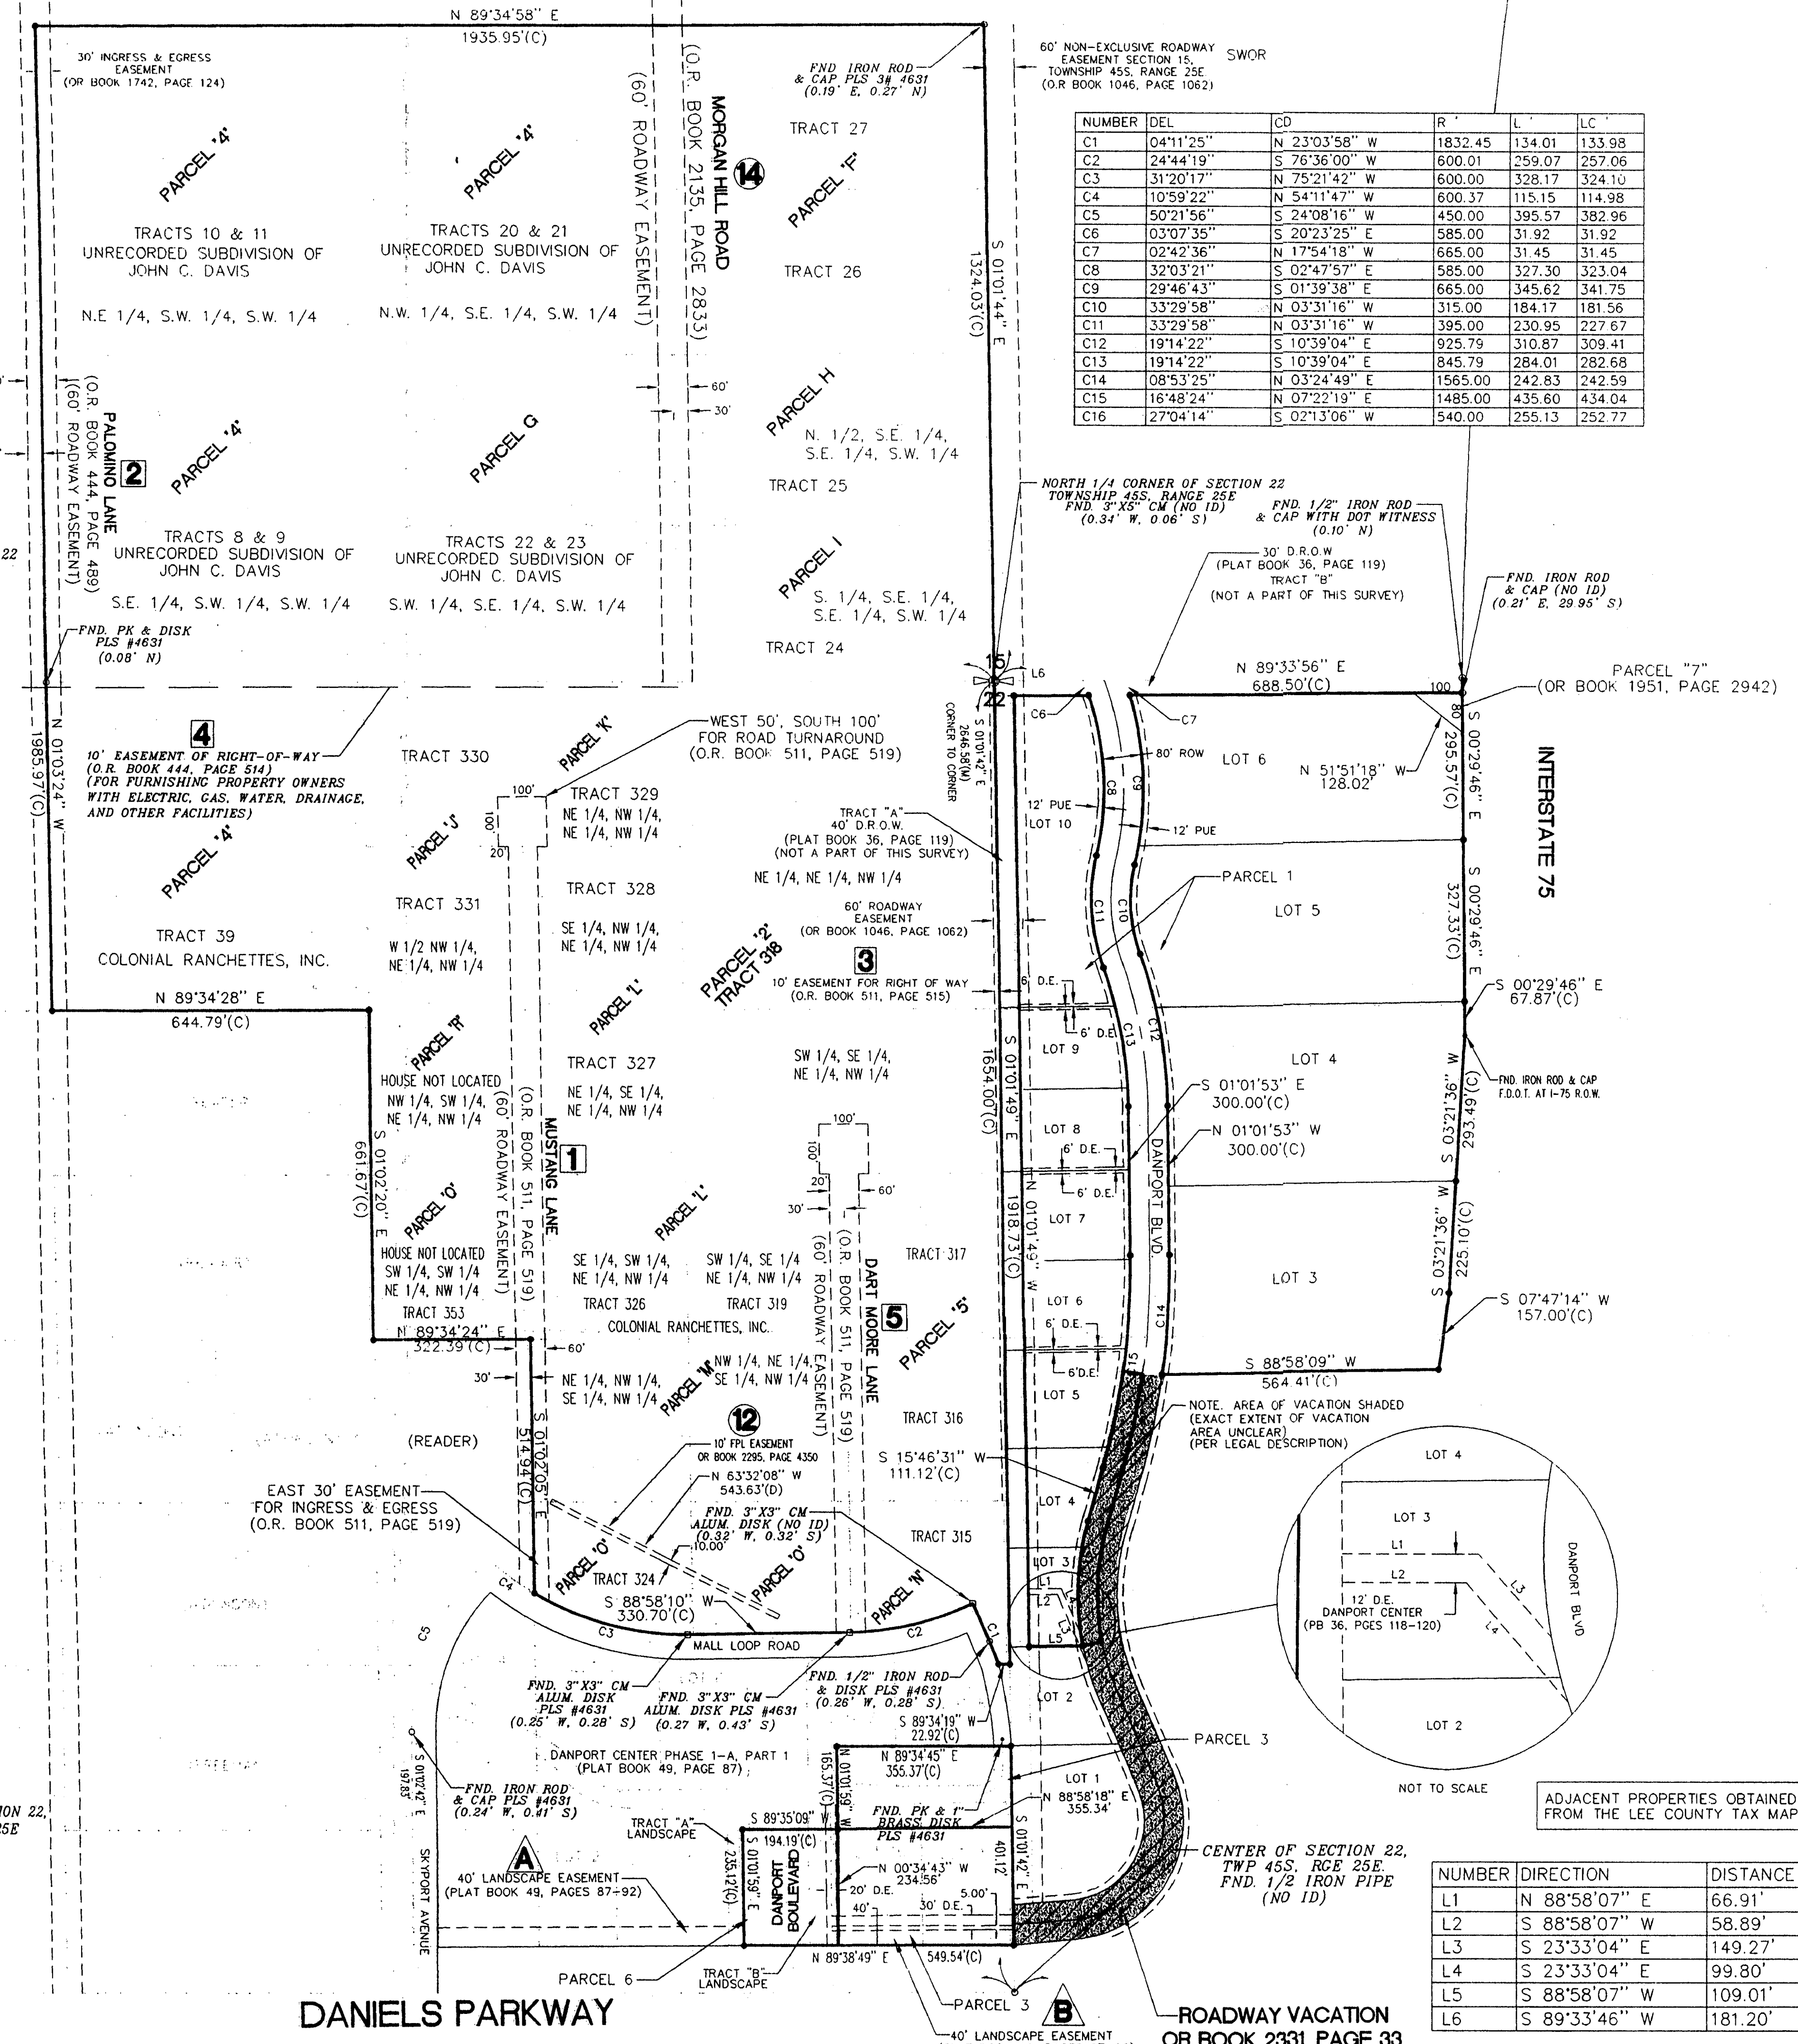 N 89°34'58" E
1935.95'(C)
30' INGRESS & EGRESS
EASEMENT
(OR BOOK 1742, PAGE 124)
PARCEL '4'
TRACTS 10 & 11
UNRECORDED SUBDIVISION OF
JOHN C. DAVIS
N.E 1/4, S.W. 1/4, S.W. 1/4
PARCEL '4'
TRACTS 20 & 21
UNRECORDED SUBDIVISION OF
JOHN C. DAVIS
N.W. 1/4, S.E. 1/4, S.W. 1/4
(60' ROADWAY EASEMENT)
(O.R. BOOK 2135, PAGE 2833)
MORGAN HILL ROAD
14
FND IRON ROD
& CAP PLS 3# 4631
(0.19' E, 0.27' N)
TRACT 27
PARCEL 'F'
TRACT 26
S 01°01'44" E
1324.03'(C)
60' NON-EXCLUSIVE ROADWAY
EASEMENT SECTION 15,
TOWNSHIP 45S, RANGE 25E
(O.R BOOK 1046, PAGE 1062)
SWOR
NUMBER DEL CD R ' L ' LC '
C1 04°11'25" N 23°03'58" W 1832.45 134.01 133.98
C2 24°44'19" S 76°36'00" W 600.01 259.07 257.06
C3 31°20'17" N 75°21'42" W 600.00 328.17 324.10
C4 10°59'22" N 54°11'47" W 600.37 115.15 114.98
C5 50°21'56" S 24°08'16" W 450.00 395.57 382.96
C6 03°07'35" S 20°23'25" E 585.00 31.92 31.92
C7 02°42'36" N 17°54'18" W 665.00 31.45 31.45
C8 32°03'21" S 02°47'57" E 585.00 327.30 323.04
C9 29°46'43" S 01°39'38" E 665.00 345.62 341.75
C10 33°29'58" N 03°31'16" W 315.00 184.17 181.56
C11 33°29'58" N 03°31'16" W 395.00 230.95 227.67
C12 19°14'22" S 10°39'04" E 925.79 310.87 309.41
C13 19°14'22" S 10°39'04" E 845.79 284.01 282.68
C14 08°53'25" N 03°24'49" E 1565.00 242.83 242.59
C15 16°48'24" N 07°22'19" E 1485.00 435.60 434.04
C16 27°04'14" S 02°13'06" W 540.00 255.13 252.77
60'
30'
PARCEL H
N. 1/2, S.E. 1/4,
S.E. 1/4, S.W. 1/4
TRACT 25
PALOMINO LANE
(O.R. BOOK 444, PAGE 489)
(60' ROADWAY EASEMENT)
2
PARCEL '4'
TRACTS 8 & 9
UNRECORDED SUBDIVISION OF
JOHN C. DAVIS
S.E. 1/4, S.W. 1/4, S.W. 1/4
PARCEL G
TRACTS 22 & 23
UNRECORDED SUBDIVISION OF
JOHN C. DAVIS
S.W. 1/4, S.E. 1/4, S.W. 1/4
PARCEL I
S. 1/4, S.E. 1/4,
S.E. 1/4, S.W. 1/4
TRACT 24
22
FND. PK & DISK
PLS #4631
(0.08' N)
NORTH 1/4 CORNER OF SECTION 22
TOWNSHIP 45S, RANGE 25E
FND. 3"X5" CM (NO ID)
(0.34' W, 0.06' S)
FND. 1/2" IRON ROD
& CAP WITH DOT WITNESS
(0.10' N)
30' D.R.O.W
(PLAT BOOK 36, PAGE 119)
TRACT "B"
(NOT A PART OF THIS SURVEY)
FND. IRON ROD
& CAP (NO ID)
(0.21' E, 29.95' S)
15
22
L6
N 89°33'56" E
688.50'(C)
100
80
PARCEL "7"
(OR BOOK 1951, PAGE 2942)
N 01°03'24" W
1985.97'(C)
4
10' EASEMENT OF RIGHT-OF-WAY
(O.R. BOOK 444, PAGE 514)
(FOR FURNISHING PROPERTY OWNERS
WITH ELECTRIC, GAS, WATER, DRAINAGE,
AND OTHER FACILITIES)
PARCEL '4'
TRACT 39
COLONIAL RANCHETTES, INC.
N 89°34'28" E
644.79'(C)
TRACT 330
PARCEL 'K'
WEST 50', SOUTH 100'
FOR ROAD TURNAROUND
(O.R. BOOK 511, PAGE 519)
100'
100'
20'
TRACT 329
NE 1/4, NW 1/4,
NE 1/4, NW 1/4
PARCEL 'J'
TRACT 331
W 1/2 NW 1/4,
NE 1/4, NW 1/4
TRACT 328
SE 1/4, NW 1/4,
NE 1/4, NW 1/4
S 01°01'42" E
2646.58'(M)
CORNER TO CORNER
TRACT "A"
40' D.R.O.W.
(PLAT BOOK 36, PAGE 119)
(NOT A PART OF THIS SURVEY)
NE 1/4, NE 1/4, NW 1/4
60' ROADWAY
EASEMENT
(OR BOOK 1046, PAGE 1062)
3
10' EASEMENT FOR RIGHT OF WAY
(O.R. BOOK 511, PAGE 515)
PARCEL '2'
TRACT 318
C6
C7
80' ROW
LOT 6
C8
C9
12' PUE
LOT 10
12' PUE
N 51°51'18" W
128.02'
S 00°29'46" E
295.57'(C)
INTERSTATE 75
PARCEL 1
LOT 5
S 00°29'46" E
327.33'(C)
C11
C10
S 00°29'46" E
67.87'(C)
6' D.E.
6' D.E.
LOT 9
C13
C12
LOT 4
FND. IRON ROD & CAP
F.D.O.T. AT I-75 R.O.W.
S 03°21'36" W
293.49'(C)
PARCEL 'R'
HOUSE NOT LOCATED
NW 1/4, SW 1/4,
NE 1/4, NW 1/4
PARCEL 'L'
TRACT 327
NE 1/4, SE 1/4,
NE 1/4, NW 1/4
SW 1/4, SE 1/4,
NE 1/4, NW 1/4
S 01°01'49" E
1654.00'(C)
S 01°01'53" E
300.00'(C)
N 01°01'53" W
300.00'(C)
DANPORT BLVD.
LOT 8
6' D.E.
6' D.E.
LOT 7
S 01°02'20" E
661.67'(C)
MUSTANG LANE
(O.R. BOOK 511, PAGE 519)
(60' ROADWAY EASEMENT)
1
100'
100'
20'
60'
30'
PARCEL 'O'
HOUSE NOT LOCATED
SW 1/4, SW 1/4
NE 1/4, NW 1/4
TRACT 353
N 89°34'24" E
322.39'(C)
PARCEL 'L'
SE 1/4, SW 1/4,
NE 1/4, NW 1/4
TRACT 326
SW 1/4, SE 1/4
NE 1/4, NW 1/4
TRACT 319
COLONIAL RANCHETTES, INC.
DART MOORE LANE
(O.R. BOOK 511, PAGE 519)
(60' ROADWAY EASEMENT)
5
TRACT 317
PARCEL '5'
N 01°01'49" W
1918.73'(C)
LOT 6
6' D.E.
6'D.E.
LOT 5
LOT 3
C14
C15
S 03°21'36" W
225.10'(C)
S 07°47'14" W
157.00'(C)
S 88°58'09" W
564.41'(C)
60'
30'
NE 1/4, NW 1/4,
SE 1/4, NW 1/4
PARCEL 'M'
NW 1/4, NE 1/4,
SE 1/4, NW 1/4
12
TRACT 316
NOTE. AREA OF VACATION SHADED
(EXACT EXTENT OF VACATION
AREA UNCLEAR)
(PER LEGAL DESCRIPTION)
(READER)
10' FPL EASEMENT
OR BOOK 2295, PAGE 4350
N 63°32'08" W
543.63'(D)
S 15°46'31" W
111.12'(C)
S 01°02'05" E
514.94'(C)
EAST 30' EASEMENT
FOR INGRESS & EGRESS
(O.R. BOOK 511, PAGE 519)
FND. 3"X3" CM
ALUM. DISK (NO ID)
(0.32' W, 0.32' S)
10.00'
LOT 4
TRACT 315
LOT 3
PARCEL 'O'
TRACT 324
PARCEL 'O'
PARCEL 'N'
S 88°58'10" W
330.70'(C)
C4
C3
C2
C1
C5
MALL LOOP ROAD
L1
L2
L4
L3
L5
LOT 4
LOT 3
L1
L2
L3
L4
12' D.E.
DANPORT CENTER
(PB 36, PGES 118-120)
DANPORT BLVD
LOT 2
NOT TO SCALE
FND. 3"X3" CM
ALUM. DISK
PLS #4631
(0.25' W, 0.28' S)
FND. 3"X3" CM
ALUM. DISK PLS #4631
(0.27 W, 0.43' S)
FND. 1/2" IRON ROD
& DISK PLS #4631
(0.26' W, 0.28' S)
S 89°34'19" W
22.92'(C)
LOT 2
PARCEL 3
DANPORT CENTER PHASE 1-A, PART 1
(PLAT BOOK 49, PAGE 87)
N 01°01'59" W
165.37'(C)
N 89°34'45" E
355.37'(C)
LOT 1
N 88°58'18" E
355.34'
S 01°02'42" E
197.83'
FND. IRON ROD
& CAP PLS #4631
(0.24' W, 0.41' S)
FND. PK & 1"
BRASS DISK
PLS #4631
ADJACENT PROPERTIES OBTAINED
FROM THE LEE COUNTY TAX MAP
ION 22,
25E
TRACT "A"
LANDSCAPE
S 89°35'09" W
194.19'(C)
S 01°01'59" E
235.12'(C)
401.12'
S 01°01'42" E
A
40' LANDSCAPE EASEMENT
(PLAT BOOK 49, PAGES 87-92)
SKYPORT AVENUE
DANPORT
BOULEVARD
N 00°34'43" W
234.56'
20' D.E.
40'
30' D.E.
5.00'
CENTER OF SECTION 22,
TWP 45S, RGE 25E.
FND. 1/2 IRON PIPE
(NO ID)
NUMBER DIRECTION DISTANCE
L1 N 88°58'07" E 66.91'
L2 S 88°58'07" W 58.89'
L3 S 23°33'04" E 149.27'
L4 S 23°33'04" E 99.80'
L5 S 88°58'07" W 109.01'
L6 S 89°33'46" W 181.20'
N 89°38'49" E 549.54'(C)
PARCEL 6
TRACT "B"
LANDSCAPE
PARCEL 3
B
DANIELS PARKWAY
40' LANDSCAPE EASEMENT
ROADWAY VACATION
OR BOOK 2331, PAGE 33